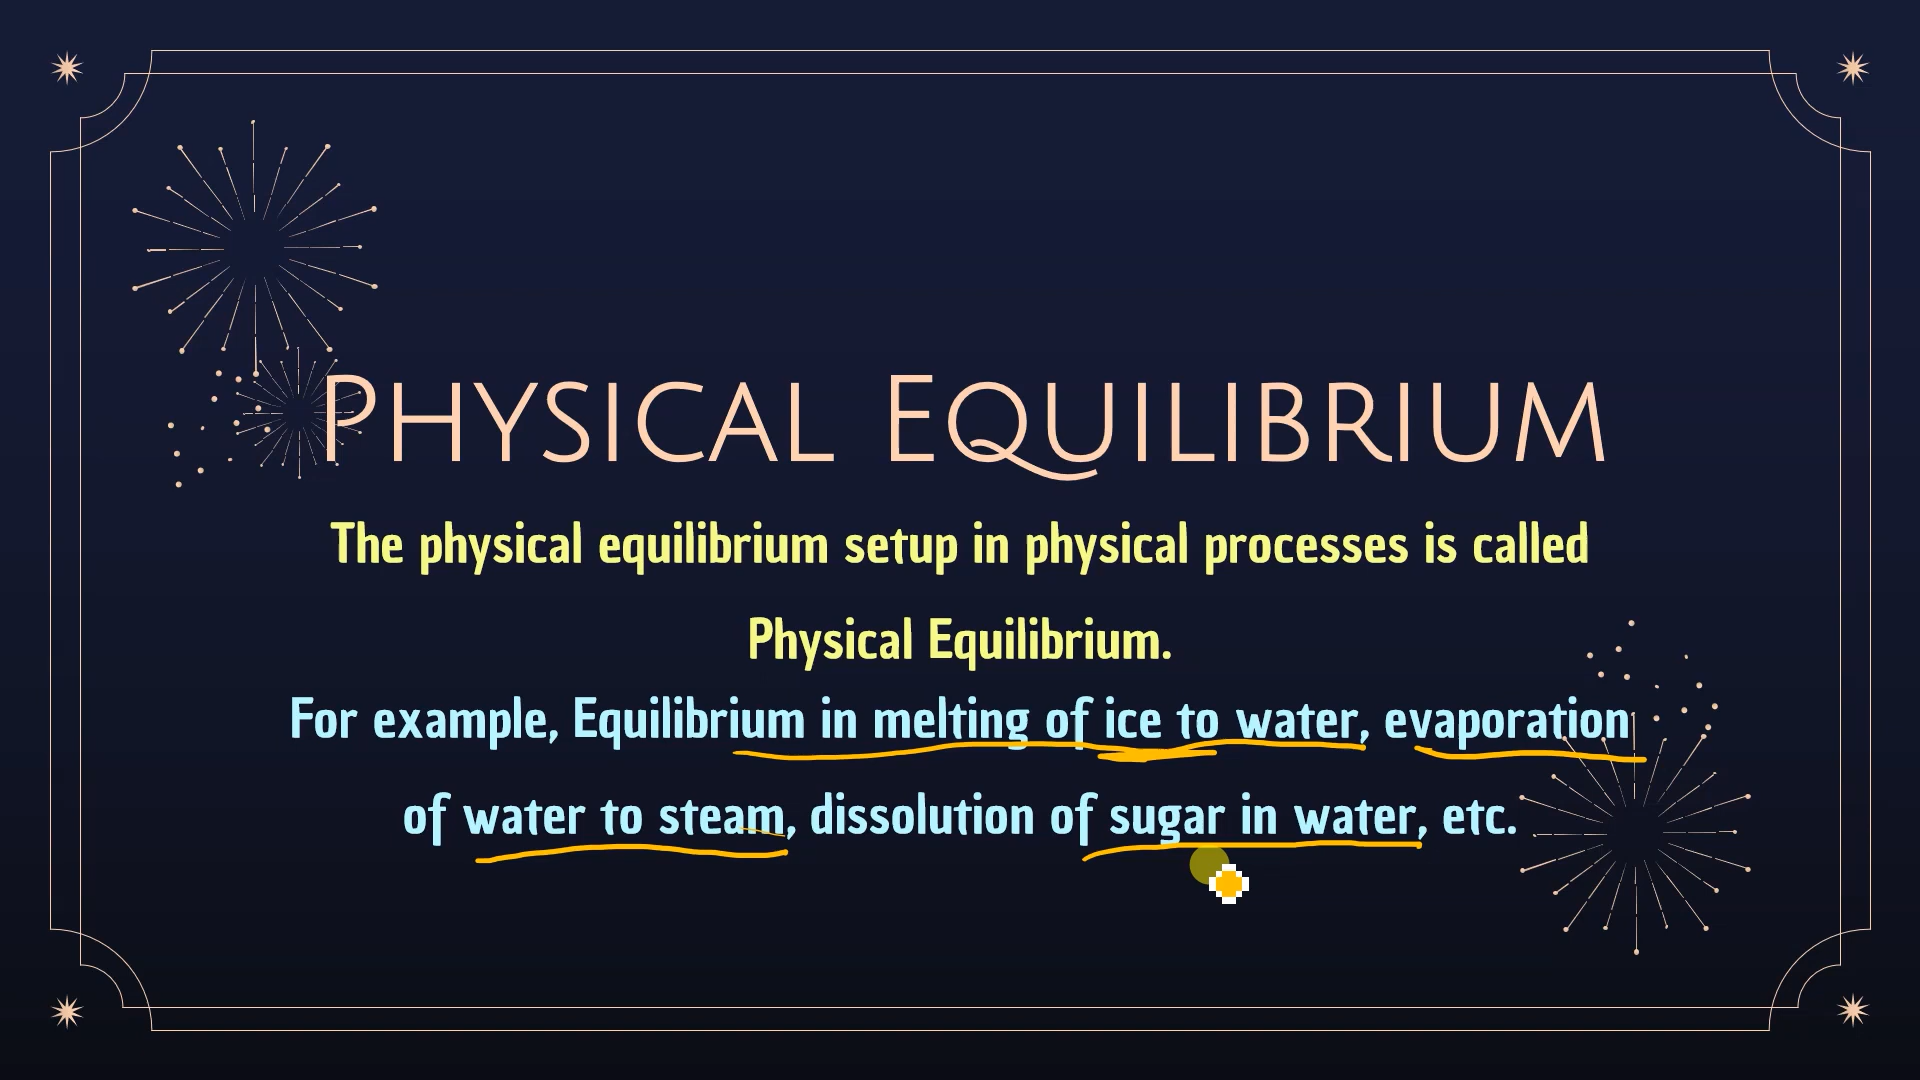 PHYSICAL EQUILIBRIUM
The physical equilibrium setup in physical processes is called
Physical Equilibrium.
For example, Equilibrium in melting of ice to water, evaporation
of water to steam, dissolution of sugar in water, etc.